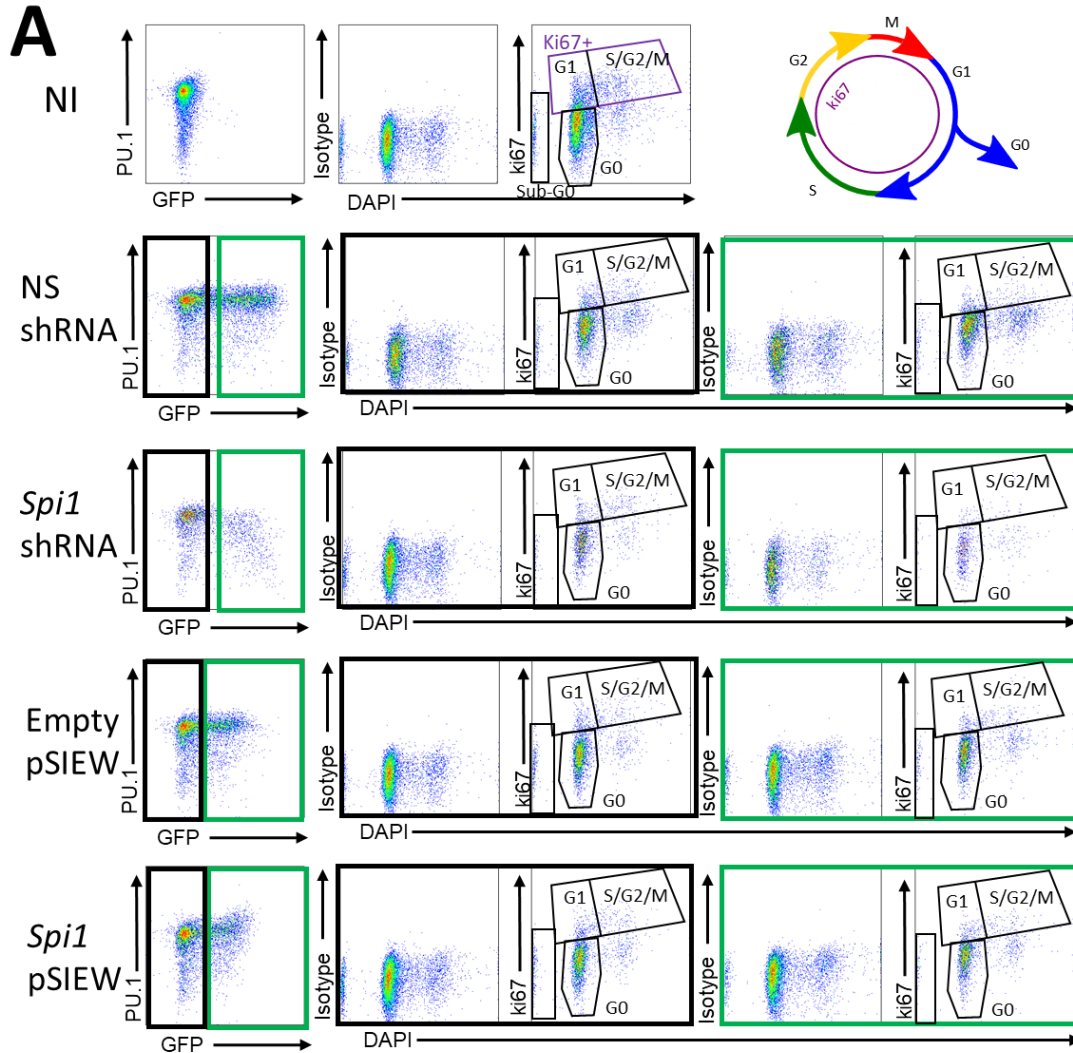 A
NI
PU.1
GFP
Isotype
DAPI
ki67
Ki67+
G1
S/G2/M
G0
Sub-G0
M
G2
G1
ki67
G0
S
NS
shRNA
PU.1
GFP
Isotype
DAPI
ki67
G1
S/G2/M
G0
Isotype
ki67
G1
S/G2/M
G0
Spi1
shRNA
PU.1
GFP
Isotype
DAPI
ki67
G1
S/G2/M
G0
Isotype
ki67
G1
S/G2/M
G0
Empty
pSIEW
PU.1
GFP
Isotype
DAPI
ki67
G1
S/G2/M
G0
Isotype
ki67
G1
S/G2/M
G0
Spi1
pSIEW
PU.1
GFP
Isotype
DAPI
ki67
G1
S/G2/M
G0
Isotype
ki67
G1
S/G2/M
G0